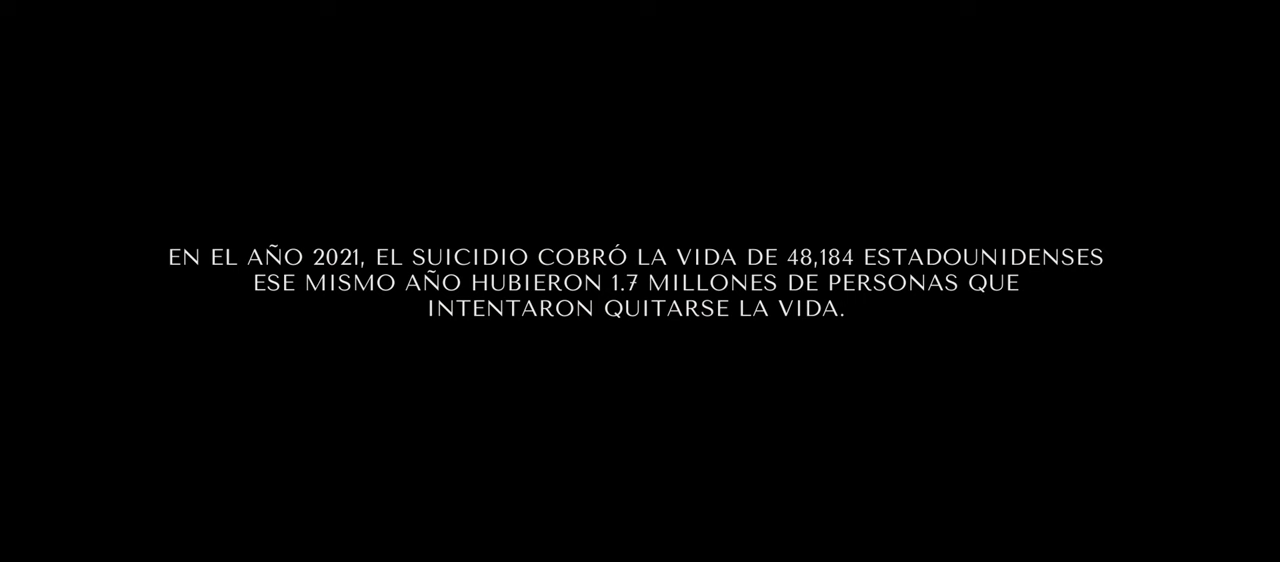 EN EL AÑO 2021, EL SUICIDIO COBRÓ LA VIDA DE 48,184 ESTADOUNIDENSES
ESE MISMO AÑO HUBIERON 1.7 MILLONES DE PERSONAS QUE
INTENTARON QUITARSE LA VIDA.